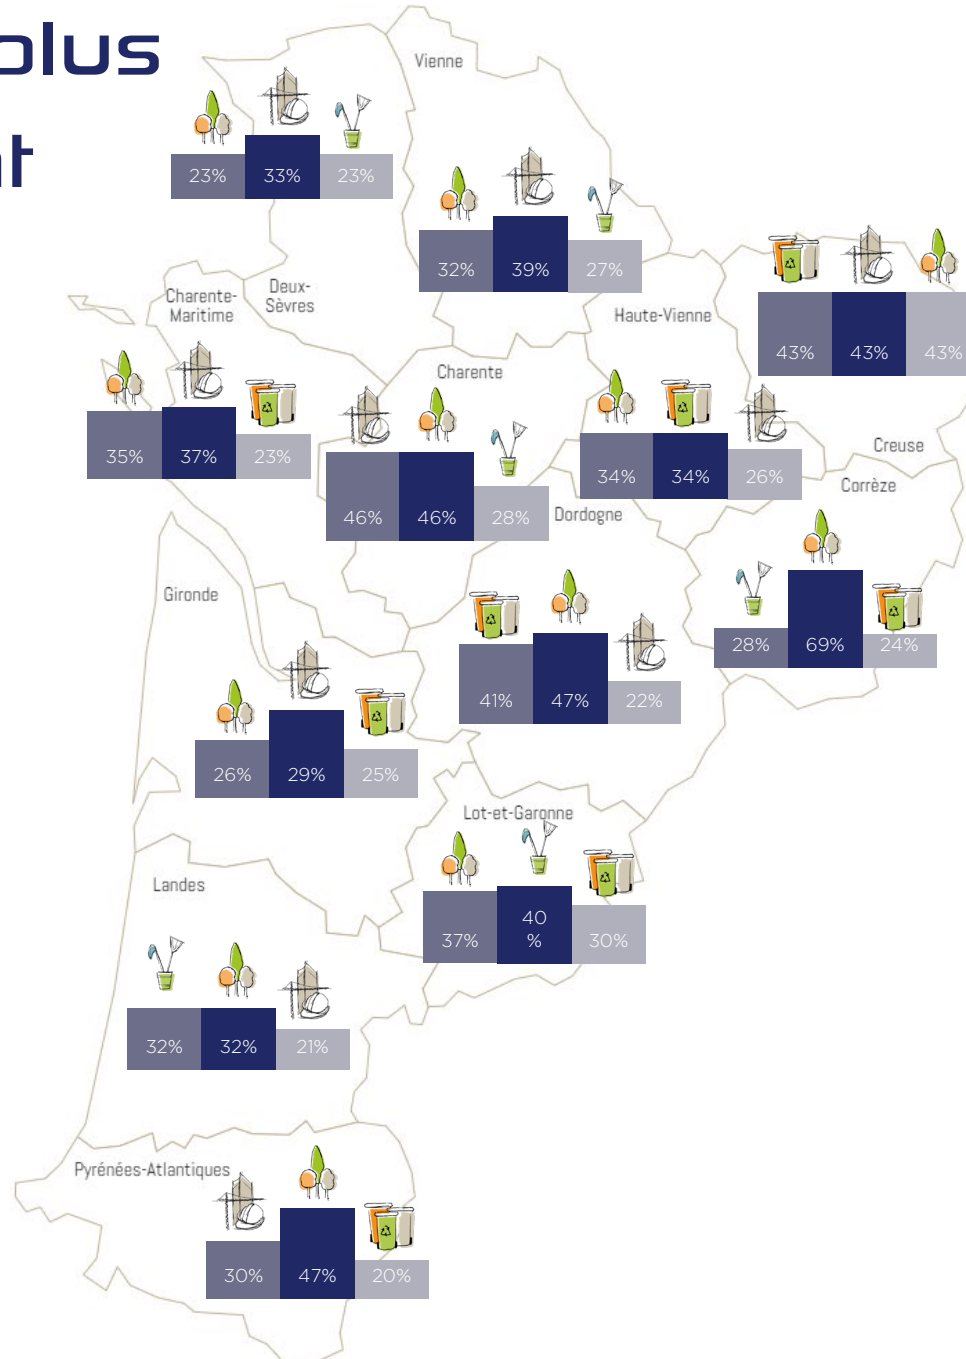 plus
nt
Vienne
23% 33% 23%
32% 39% 27%
Charente-
Maritime
Deux-
Sèvres
Haute-Vienne
43% 43% 43%
Charente
35% 37% 23%
46% 46% 28%
34% 34% 26%
Creuse
Corrèze
Dordogne
Gironde
28% 69% 24%
41% 47% 22%
26% 29% 25%
Lot-et-Garonne
Landes
37% 40
% 30%
32% 32% 21%
Pyrénées-Atlantiques
30% 47% 20%